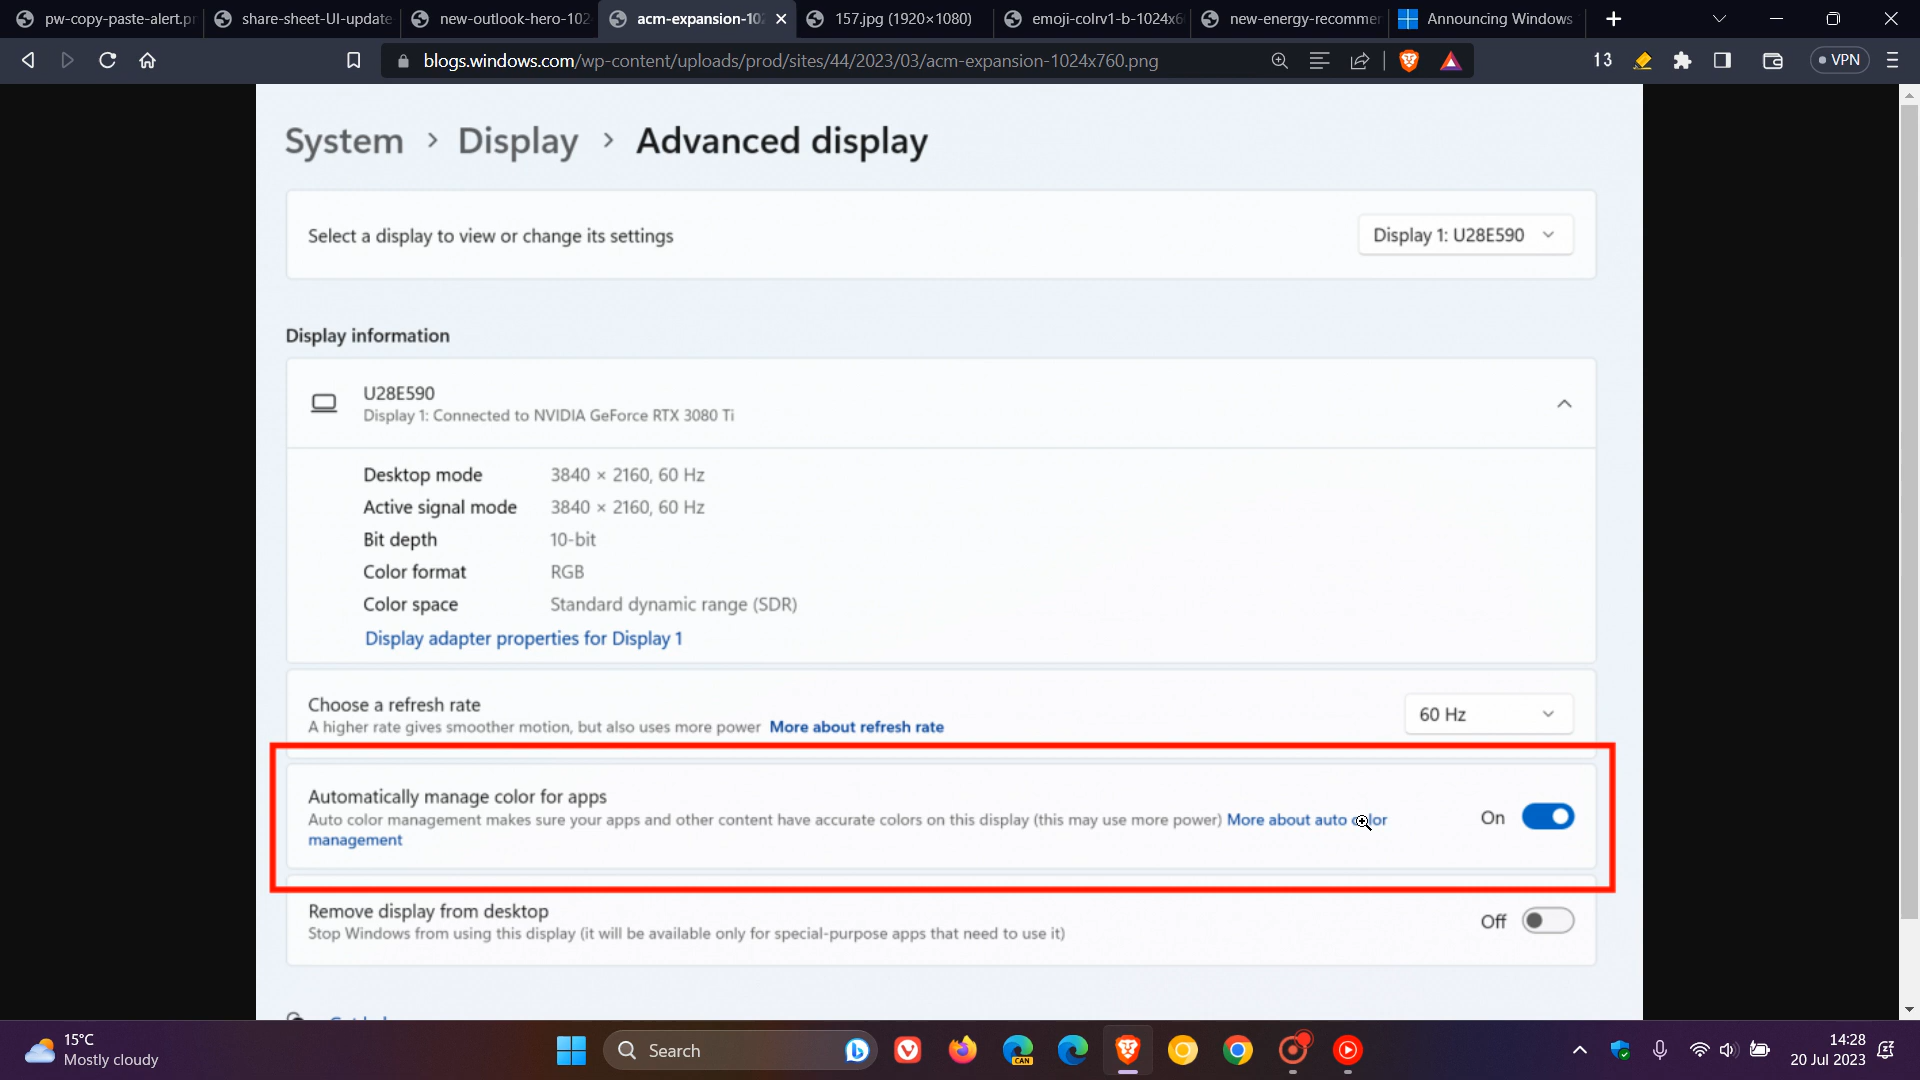 pw-copy-paste-alert.pr
share-sheet-UI-update
new-outlook-hero-102
acm-expansion-102
157.jpg (1920×1080)
emoji-colrv1-b-1024x6
new-energy-recommer
Announcing Windows
blogs.windows.com/wp-content/uploads/prod/sites/44/2023/03/acm-expansion-1024x760.png
13
VPN
System > Display > Advanced display
Select a display to view or change its settings
Display 1: U28E590
Display information
U28E590
Display 1: Connected to NVIDIA GeForce RTX 3080 Ti
Desktop mode 3840 × 2160, 60 Hz
Active signal mode 3840 × 2160, 60 Hz
Bit depth 10-bit
Color format RGB
Color space Standard dynamic range (SDR)
Display adapter properties for Display 1
Choose a refresh rate
A higher rate gives smoother motion, but also uses more power More about refresh rate
60 Hz
Automatically manage color for apps
Auto color management makes sure your apps and other content have accurate colors on this display (this may use more power) More about auto color
management
On
Remove display from desktop
Stop Windows from using this display (it will be available only for special-purpose apps that need to use it)
Off
15°C
Mostly cloudy
Search
CAN
14:28
20 Jul 2023